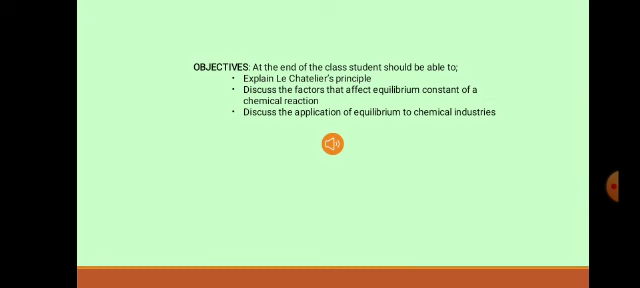 OBJECTIVES: At the end of the class student should be able to;
• Explain Le Chatelier's principle
• Discuss the factors that affect equilibrium constant of a
chemical reaction
• Discuss the application of equilibrium to chemical industries